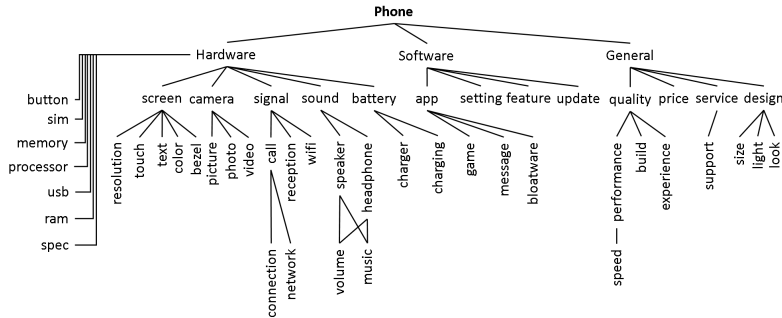 Phone
Hardware Software General
button screen camera signal sound battery app setting feature update quality price service design
sim
memory
processor
usb
ram
spec
resolution
touch
text
color
bezel
picture
photo
video
call
reception
wifi
speaker
headphone
charger
charging
game
message
bloatware
performance
build
experience
support
size
light
look
connection
network
volume
music
speed